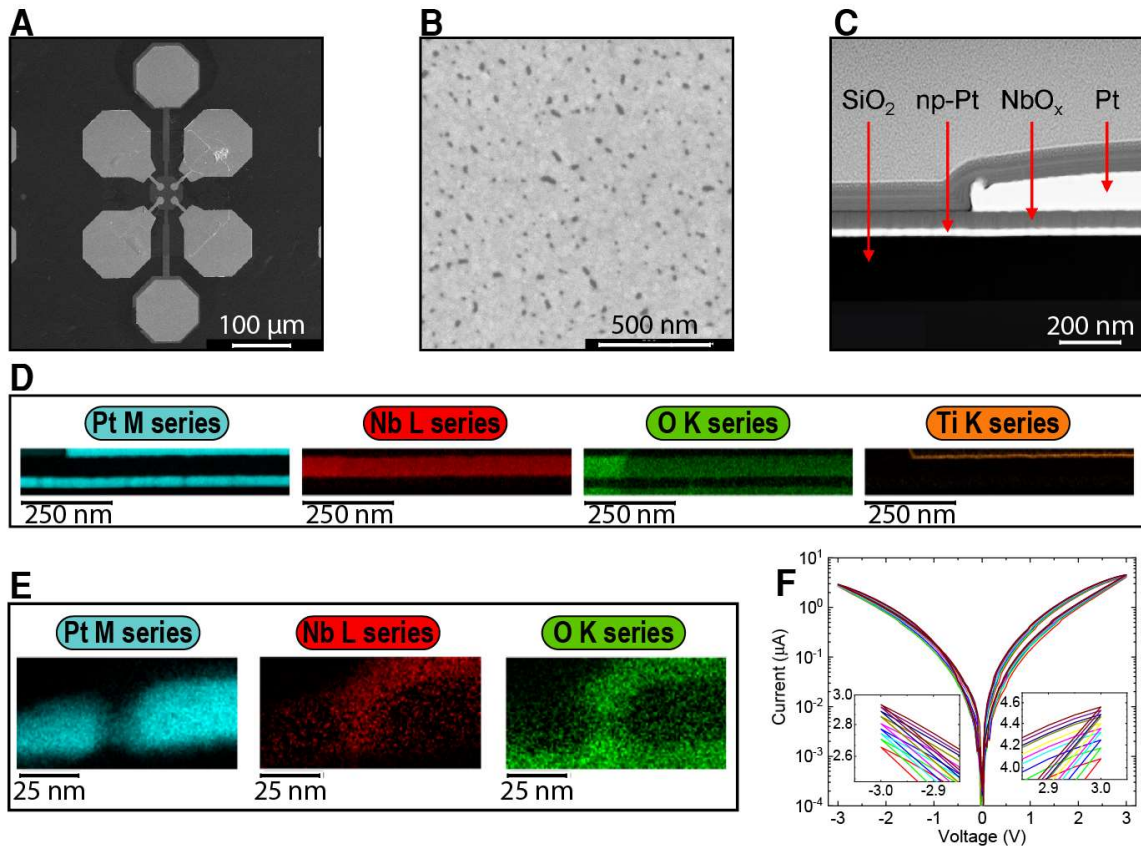 A
B
C
100 μm
500 nm
SiO2 np-Pt NbOx Pt
200 nm
D
Pt M series
Nb L series
O K series
Ti K series
250 nm
250 nm
250 nm
250 nm
E
Pt M series
Nb L series
O K series
25 nm
25 nm
25 nm
F
Current (μA)
10^1
10^0
10^-1
10^-2
10^-3
10^-4
3.0
2.9
2.8
2.7
2.6
-3.0 -2.9
4.6
4.4
4.2
4.0
2.9 3.0
-3 -2 -1 0 1 2 3
Voltage (V)